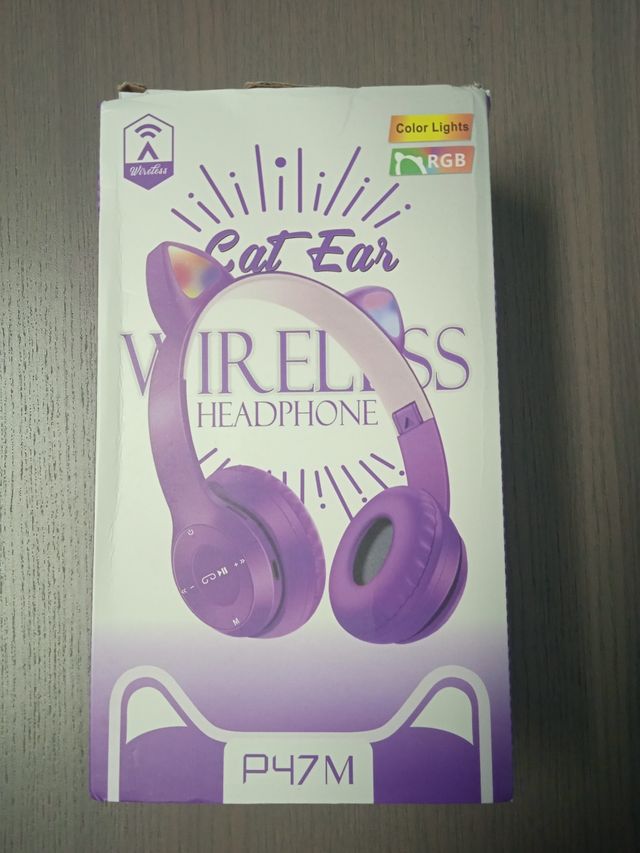 Color Lights
RGB
Wireless
Cat Ear
WIRELESS
HEADPHONE
M
P47M